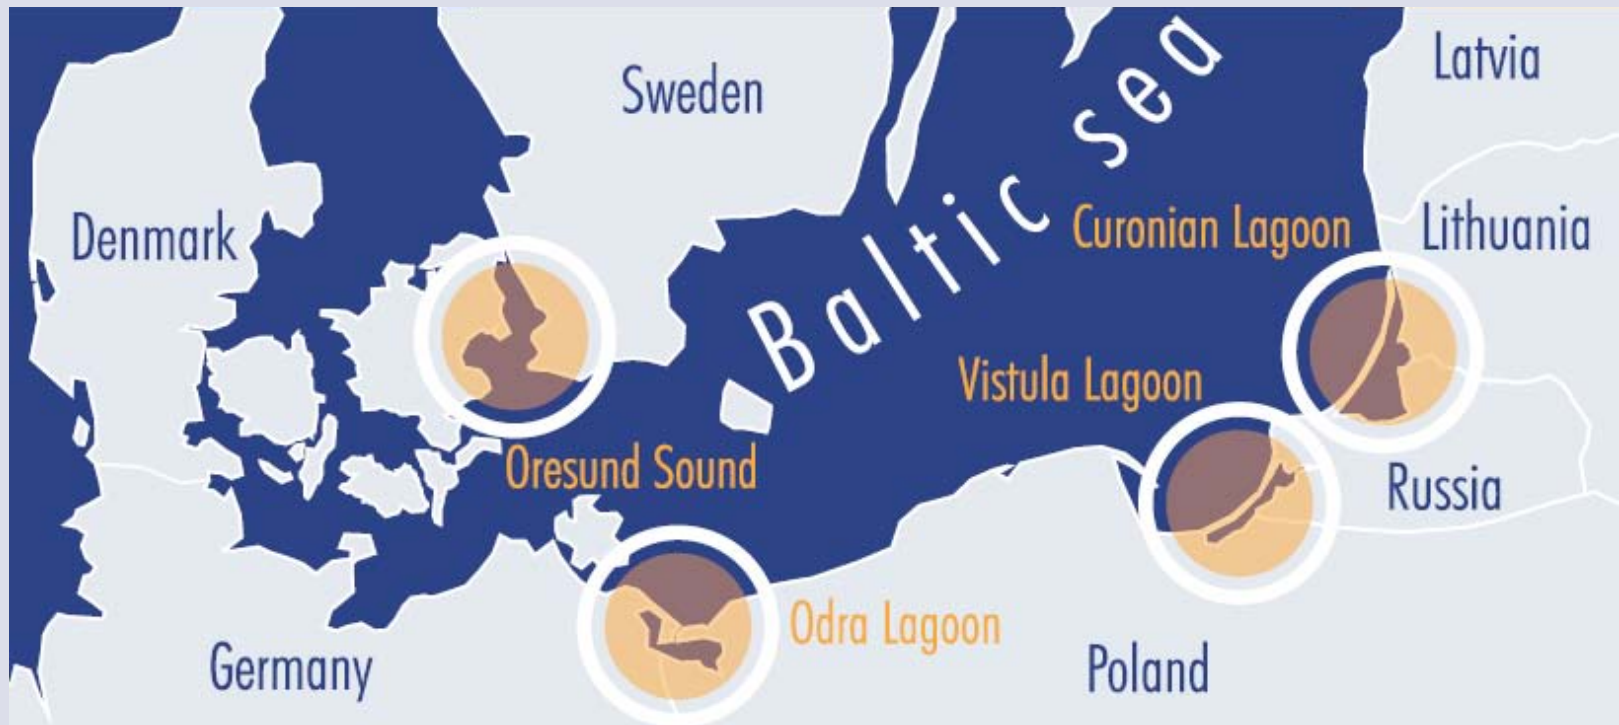 Latvia
Sweden
Baltic sea
Denmark
Curonian Lagoon
Lithuania
Vistula Lagoon
Oresund Sound
Russia
Odra Lagoon
Germany
Poland